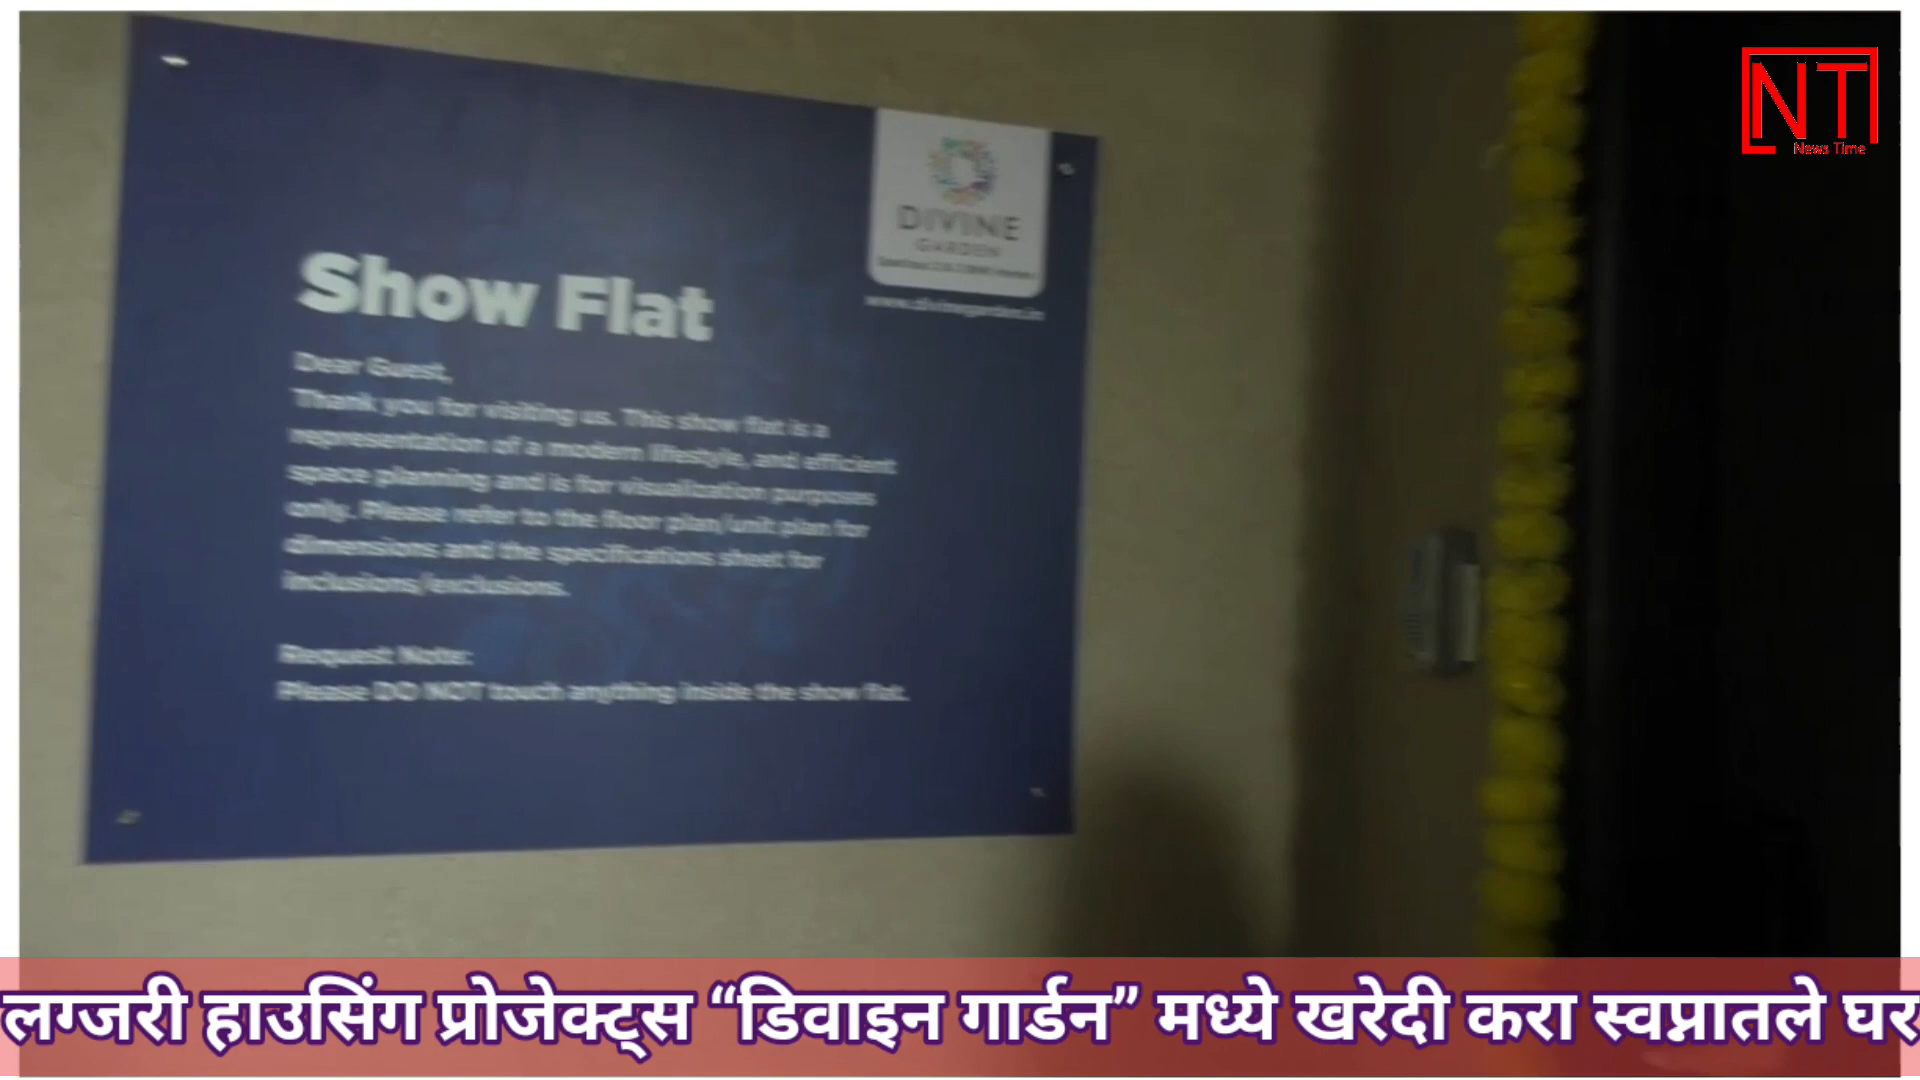 NT
News Time
DIVINE
GARDEN
www.divinegarden.in
Show Flat
Dear Guest,
Thank you for visiting us. This show flat is a
representation of a modern lifestyle, and efficient
space planning and is for visualization purposes
only. Please refer to the floor plan/unit plan for
dimensions and the specifications sheet for
inclusions/exclusions.
Request Note:
Please DO NOT touch anything inside the show flat.
लग्जरी हाउसिंग प्रोजेक्ट्स “डिवाइन गार्डन” मध्ये खरेदी करा स्वप्नातले घर